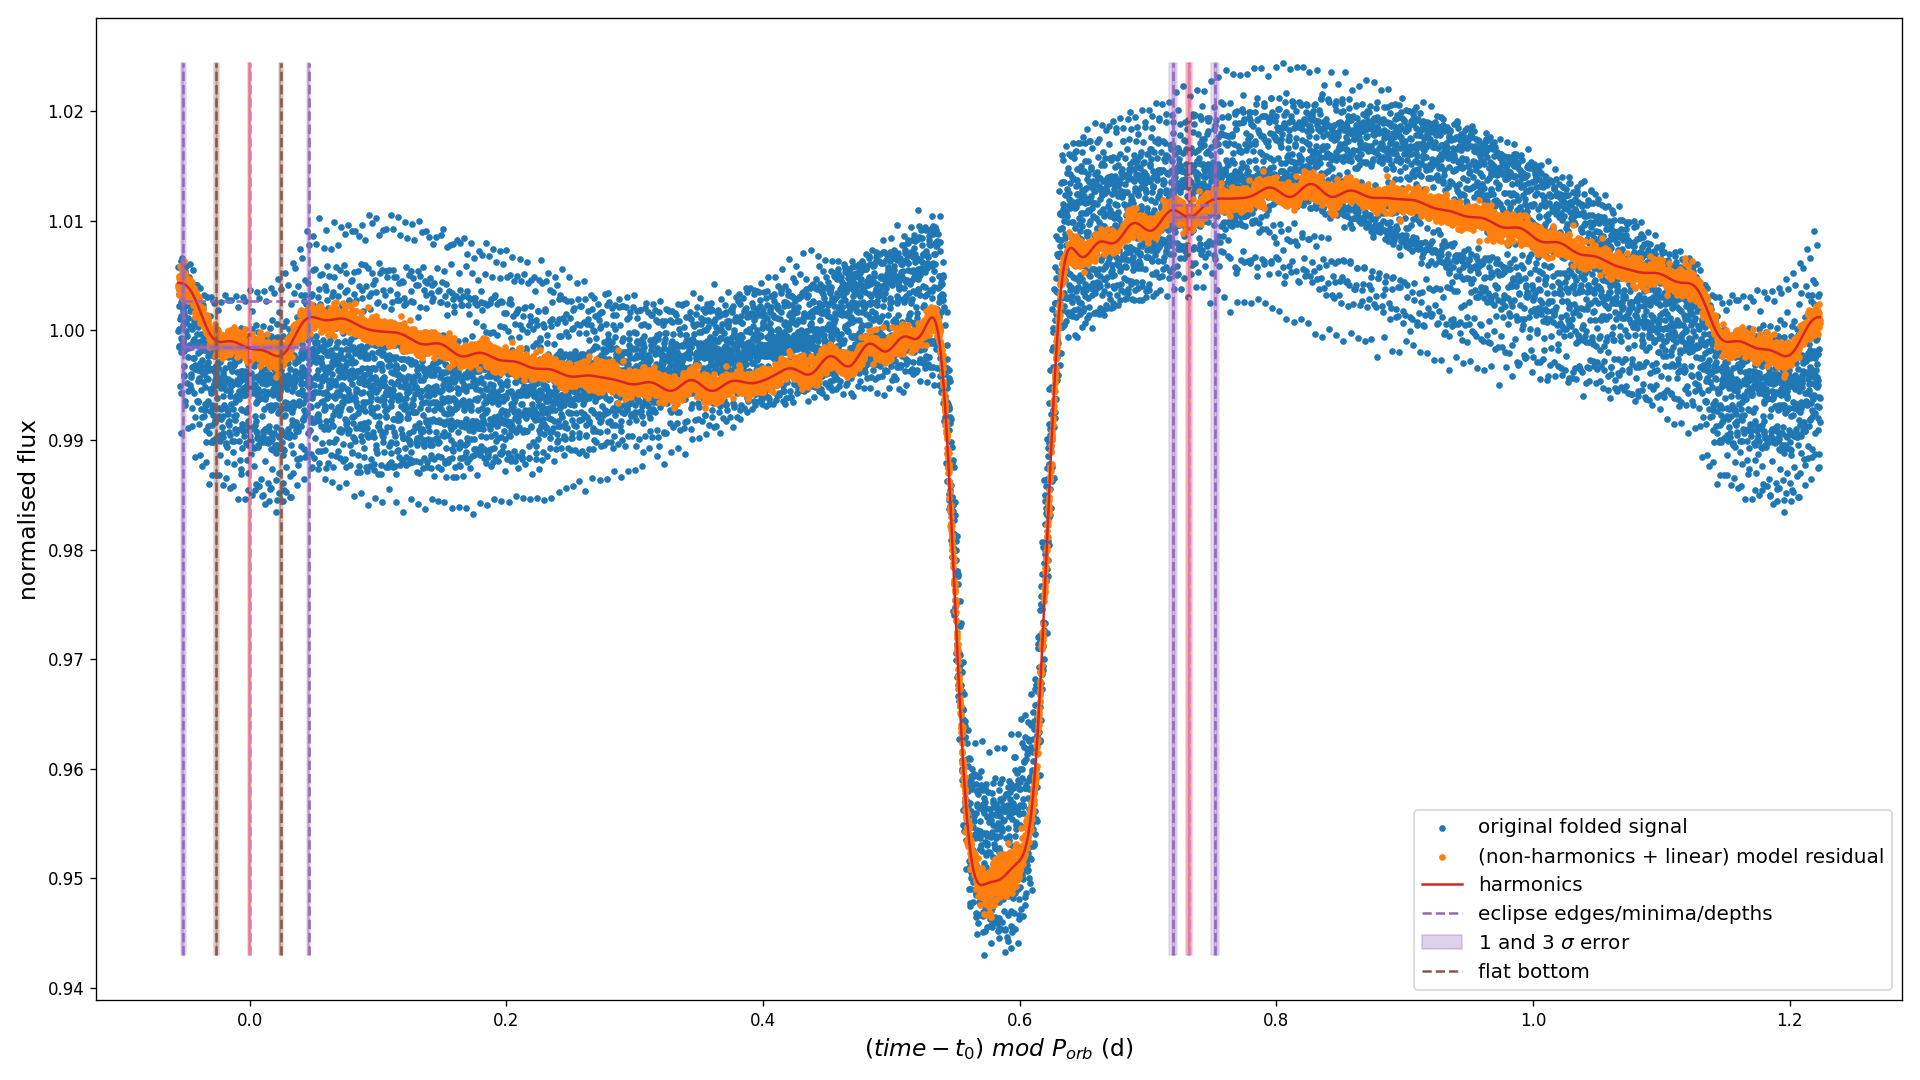 normalised flux
1.02
1.01
1.00
0.99
0.98
0.97
0.96
0.95
0.94
0.0 0.2 0.4 0.6 0.8 1.0 1.2
(time − t₀) mod P_orb (d)
original folded signal
(non-harmonics + linear) model residual
harmonics
eclipse edges/minima/depths
1 and 3 σ error
flat bottom